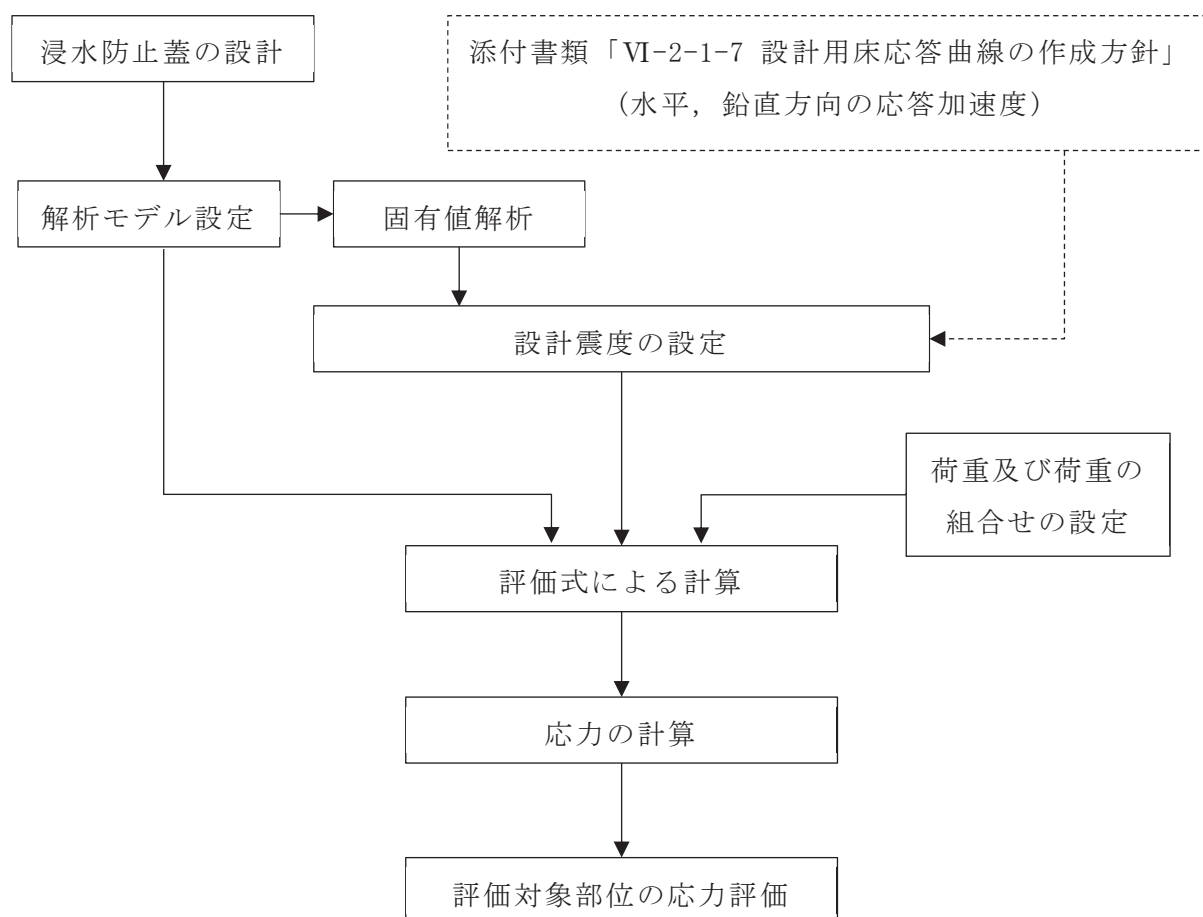 浸水防止蓋の設計
添付書類「Ⅵ-2-1-7 設計用床応答曲線の作成方針」
（水平，鉛直方向の応答加速度）
解析モデル設定
固有値解析
設計震度の設定
荷重及び荷重の
組合せの設定
評価式による計算
応力の計算
評価対象部位の応力評価